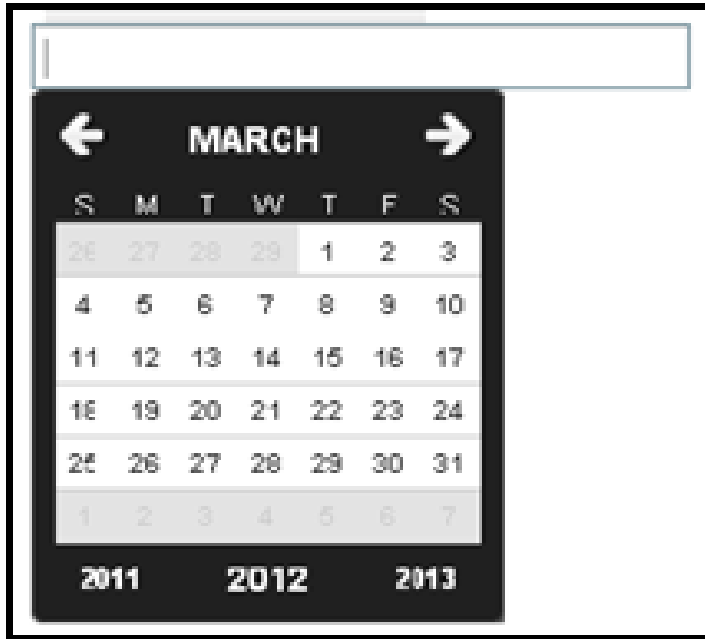 MARCH
S M T W T F S
26 27 28 29 1 2 3
4 5 6 7 8 9 10
11 12 13 14 15 16 17
18 19 20 21 22 23 24
25 26 27 28 29 30 31
1 2 3 4 5 6 7
2011 2012 2013